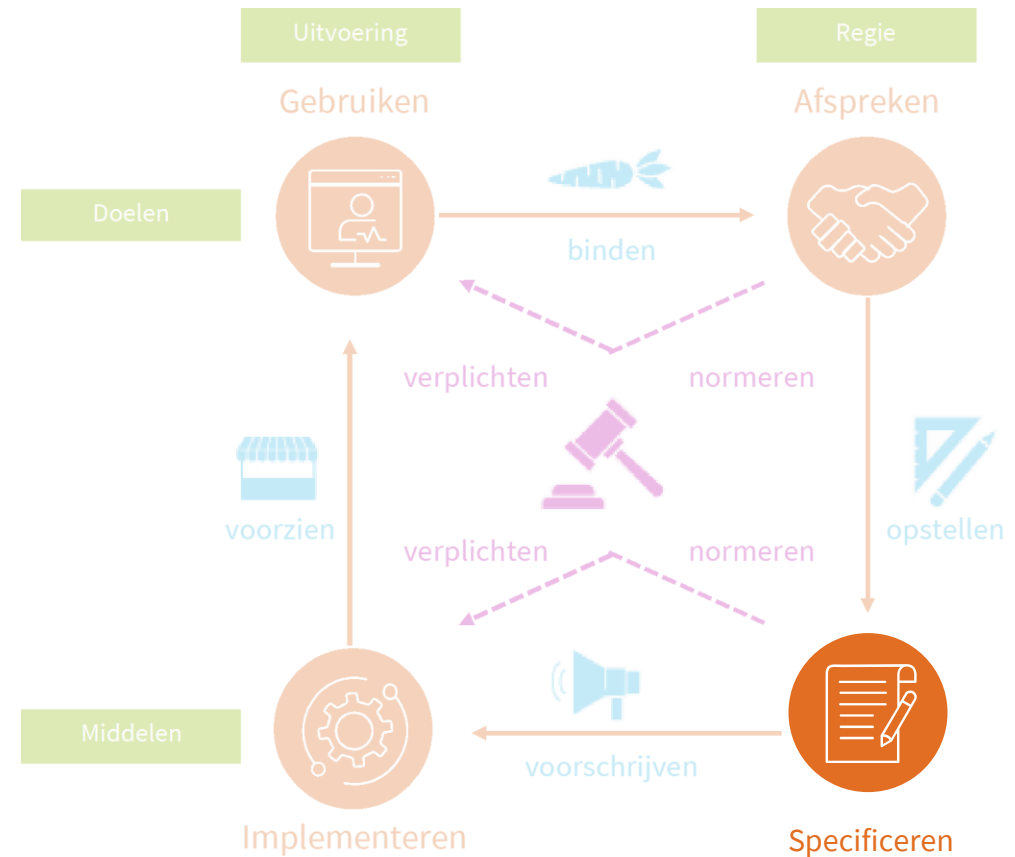 Uitvoering
Regie
Gebruiken
Afspreken
Doelen
binden
verplichten
normeren
voorzien
verplichten
normeren
opstellen
Middelen
voorschrijven
Implementeren
Specificeren